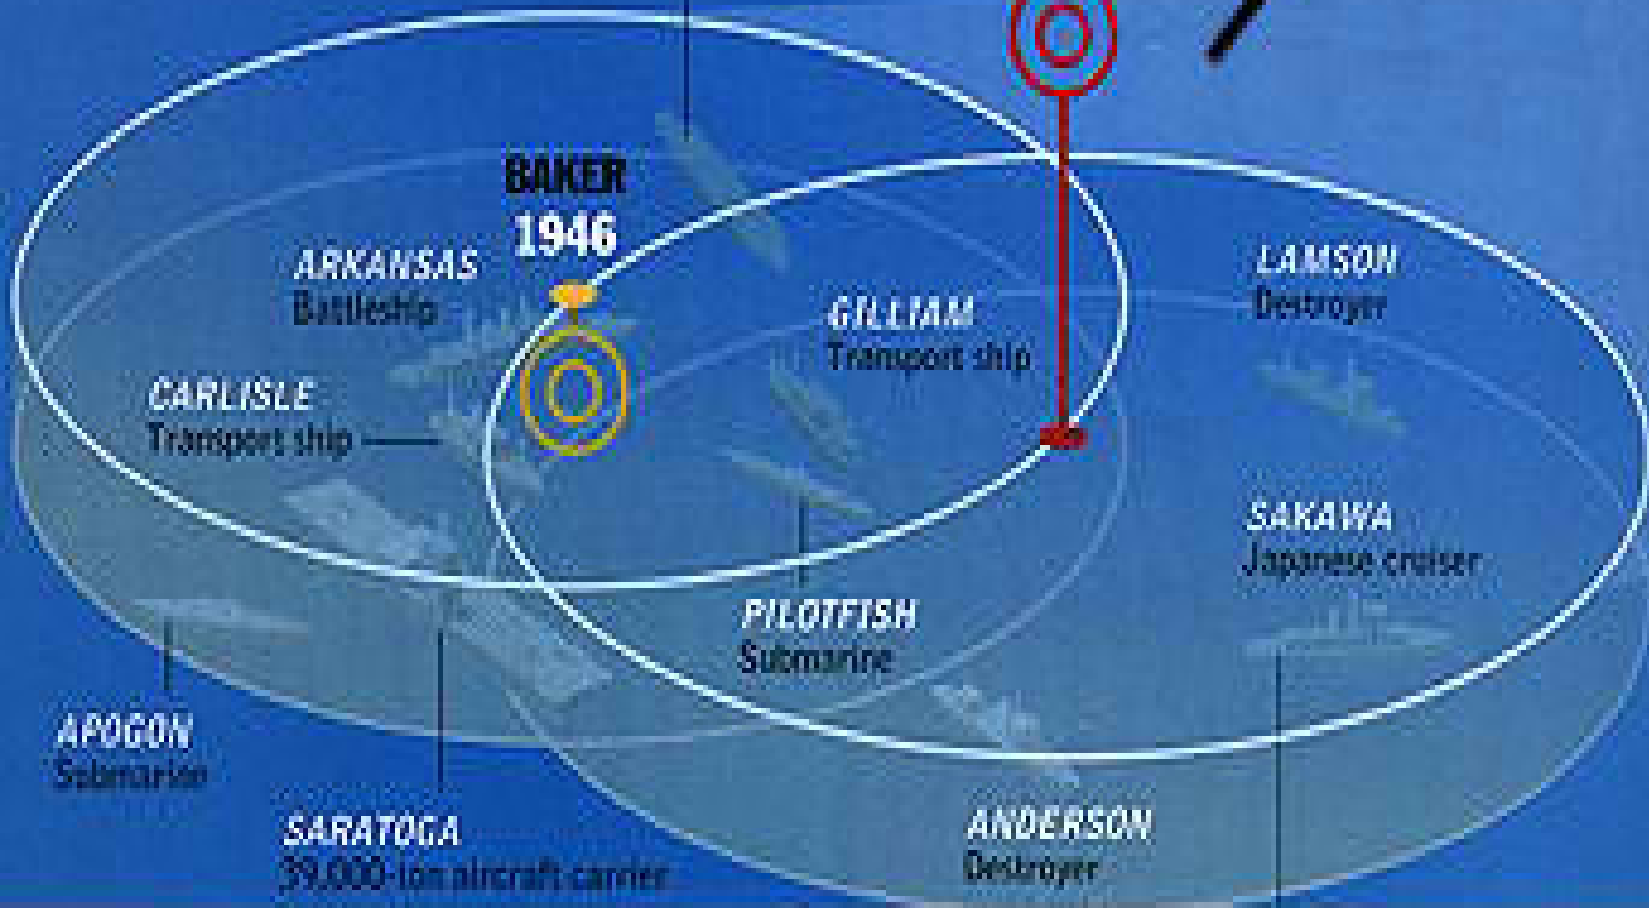 BAKER
1946
ARKANSAS
Battleship
LAMSON
Destroyer
GILLIAM
Transport ship
CARLISLE
Transport ship
SAKAWA
Japanese cruiser
PILOTFISH
Submarine
APOGON
Submarine
SARATOGA
39,000-ton aircraft carrier
ANDERSON
Destroyer